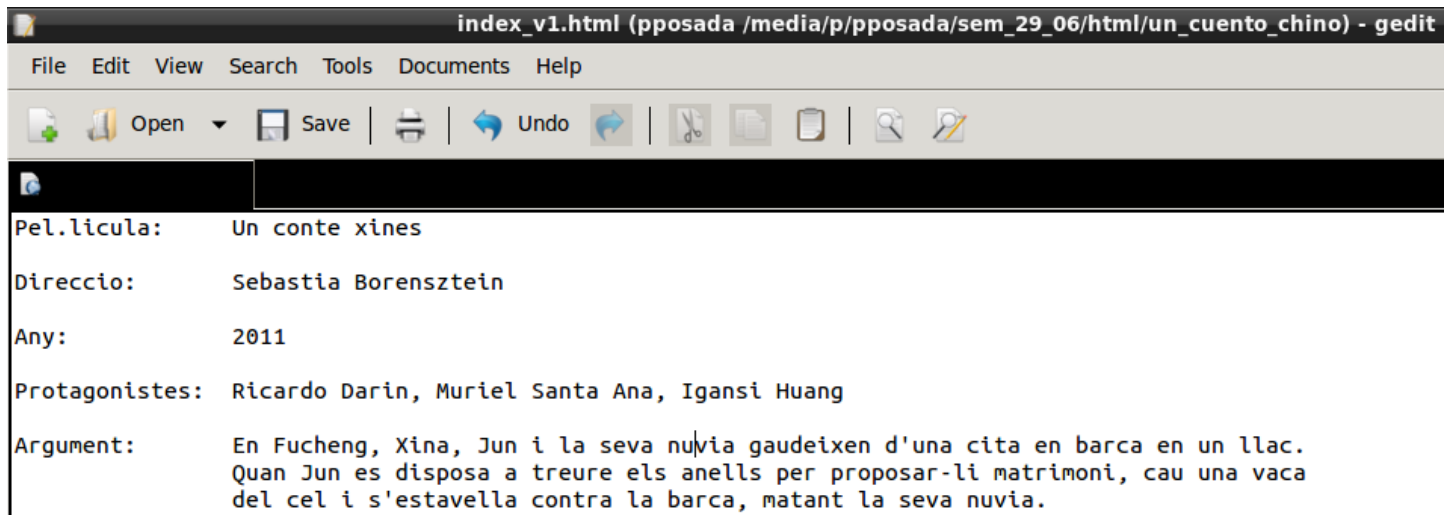 index_v1.html (pposada /media/p/pposada/sem_29_06/html/un_cuento_chino) - gedit
File Edit View Search Tools Documents Help
Open Save Undo
Pel.licula: Un conte xines
Direccio: Sebastia Borensztein
Any: 2011
Protagonistes: Ricardo Darin, Muriel Santa Ana, Igansi Huang
Argument: En Fucheng, Xina, Jun i la seva nuvia gaudeixen d'una cita en barca en un llac.
Quan Jun es disposa a treure els anells per proposar-li matrimoni, cau una vaca
del cel i s'estavella contra la barca, matant la seva nuvia.